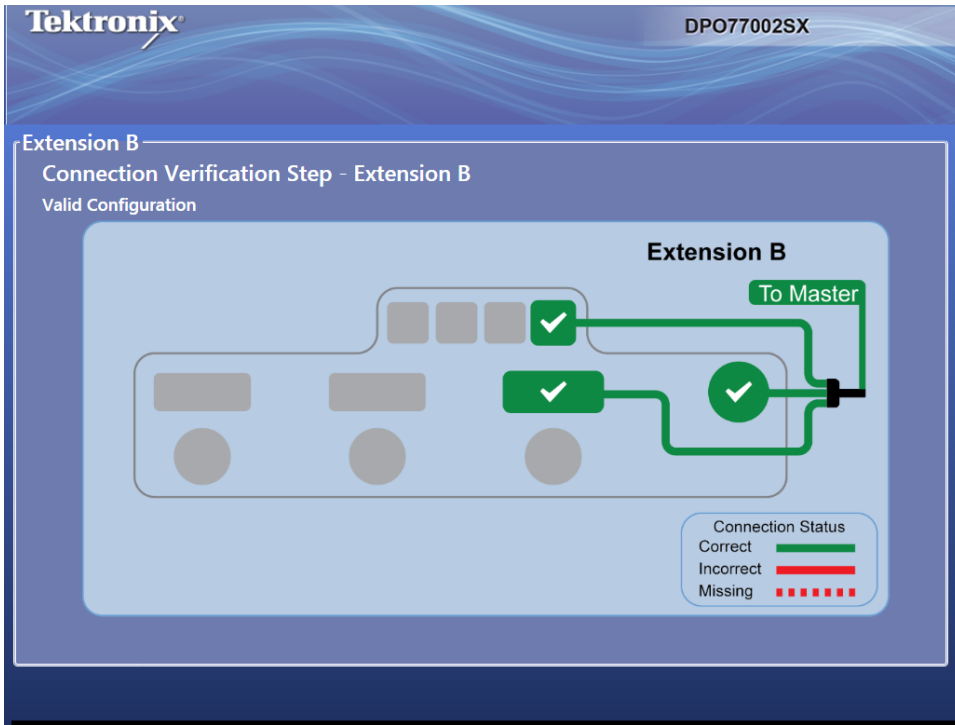 Tektronix
DPO77002SX
Extension B
Connection Verification Step - Extension B
Valid Configuration
Extension B
To Master
Connection Status
Correct
Incorrect
Missing